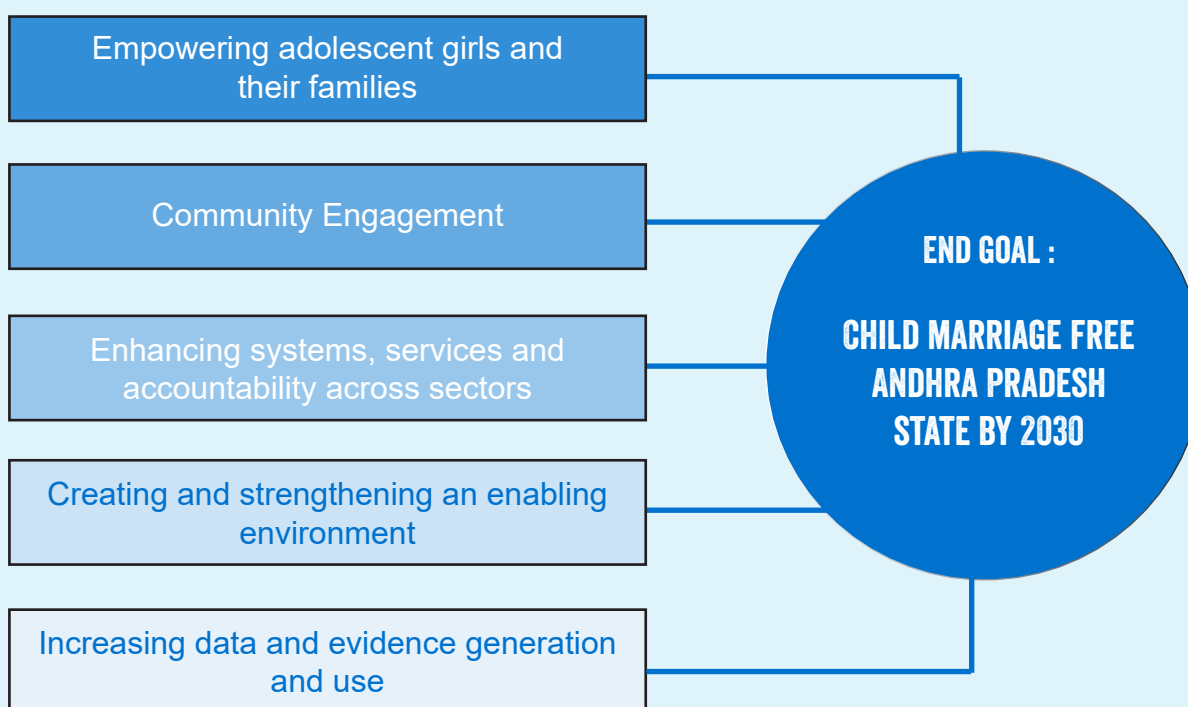 Empowering adolescent girls and
their families
Community Engagement
Enhancing systems, services and
accountability across sectors
Creating and strengthening an enabling
environment
Increasing data and evidence generation
and use
END GOAL :
CHILD MARRIAGE FREE
ANDHRA PRADESH
STATE BY 2030